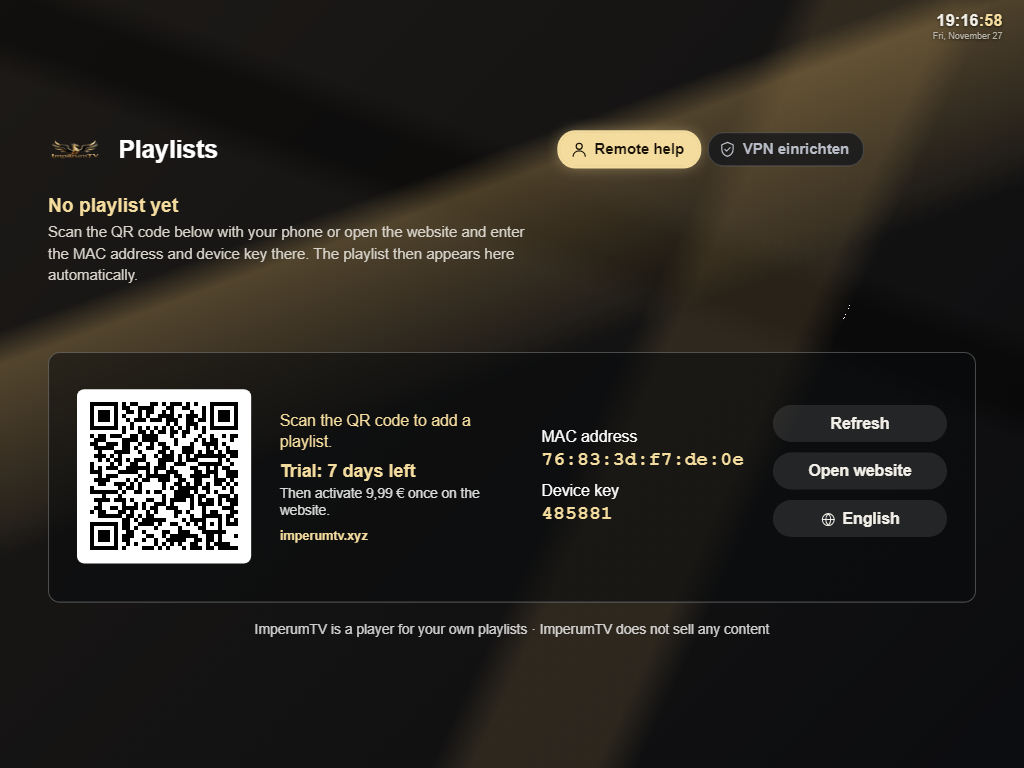 19:16:58
Fri, November 27
ImperumTV
Playlists
Remote help
VPN einrichten
No playlist yet
Scan the QR code below with your phone or open the website and enter
the MAC address and device key there. The playlist then appears here
automatically.
Scan the QR code to add a
playlist.
Trial: 7 days left
Then activate 9,99 € once on the
website.
imperumtv.xyz
MAC address
76:83:3d:f7:de:0e
Device key
485881
Refresh
Open website
English
ImperumTV is a player for your own playlists · ImperumTV does not sell any content